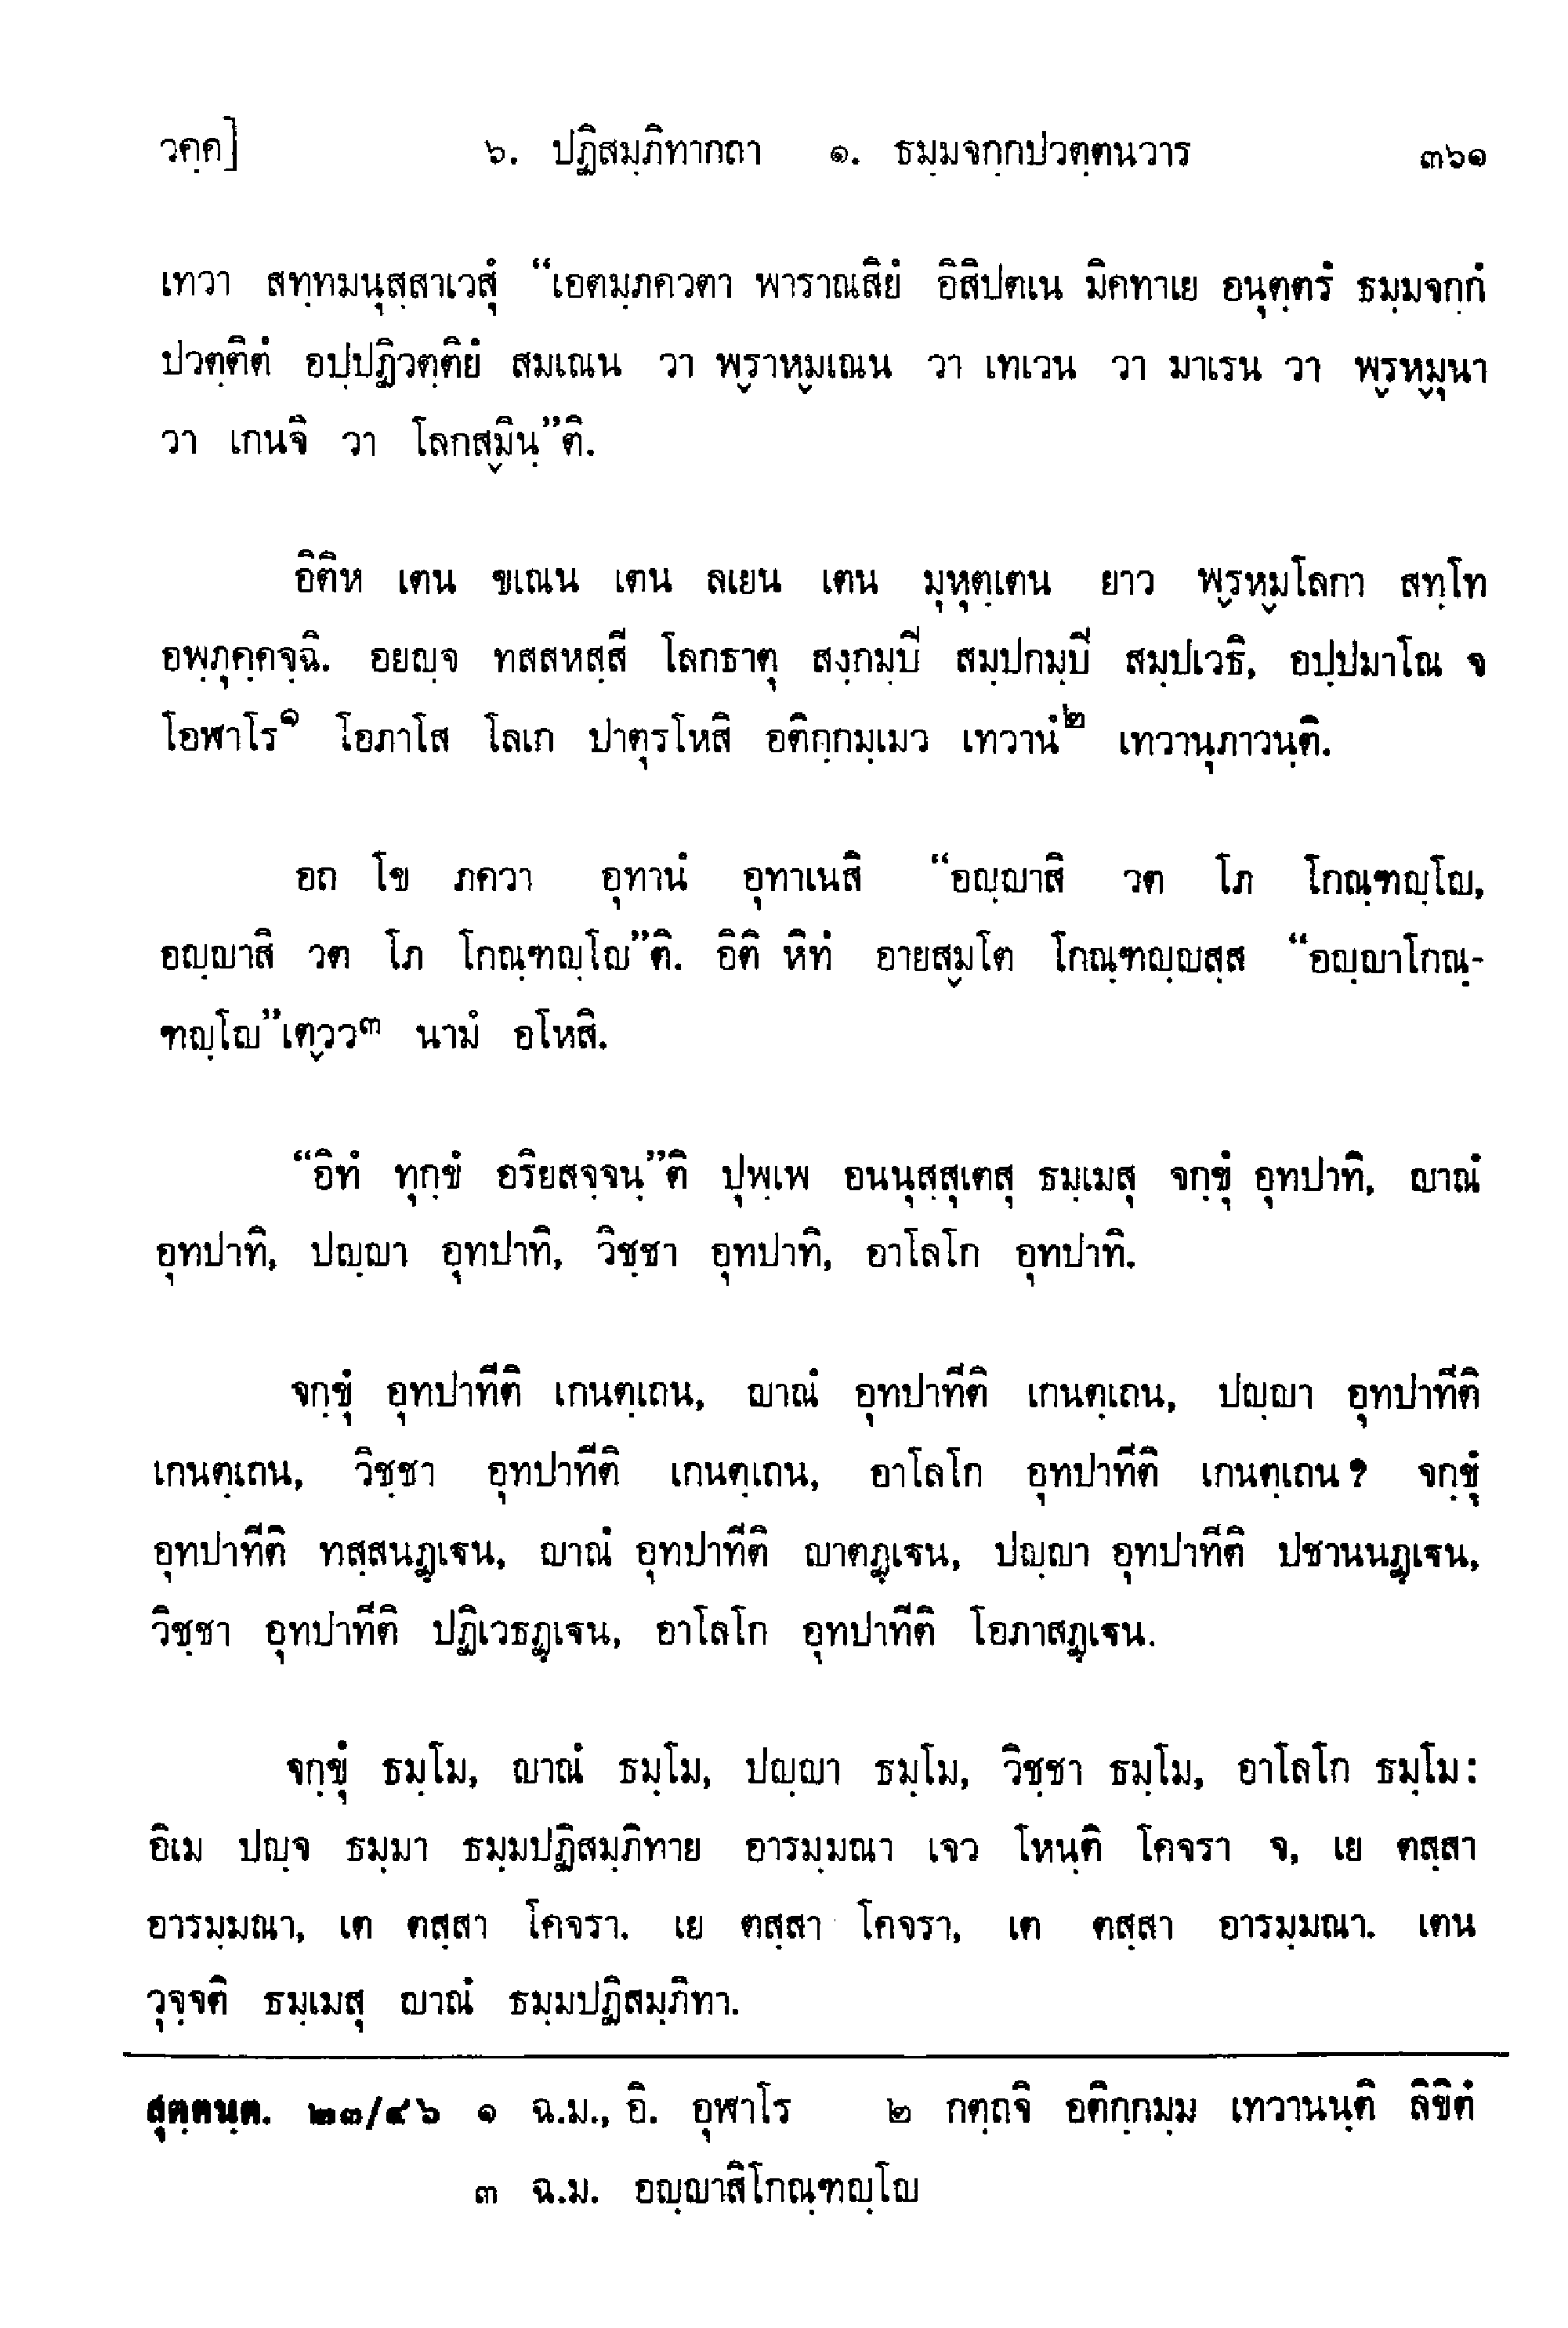 วคฺค] ๖. ปฏิสมฺภิทากถา ๑. ธมฺมจกฺกปวตฺตนวาร ๓๖๑
เทวา สทฺทมนุสฺสาเวสุํ “เอตมฺภควตา พาราณสิยํ อิสิปตเน มิคทาเย อนุตฺตรํ ธมฺมจกฺกํ
ปวตฺติตํ อปฺปฏิวตฺติยํ สมเณน วา พฺราหฺมเณน วา เทเวน วา มาเรน วา พฺรหฺมุนา
วา เกนจิ วา โลกสฺมินฺ”ติ.
อิติห เตน ขเณน เตน ลเยน เตน มุหุตฺเตน ยาว พฺรหฺมโลกา สทฺโท
อพฺภุคฺคจฺฉิ. อยญฺจ ทสสหสฺสี โลกธาตุ สงฺกมฺปิ สมฺปกมฺปิ สมฺปเวธิ, อปฺปมาโณ จ
โอฬาโร๑ โอภาโส โลเก ปาตุรโหสิ อติกฺกมฺเมว เทวานํ๒ เทวานุภาวนฺติ.
อถ โข ภควา อุทานํ อุทาเนสิ “อญฺญาสิ วต โภ โกณฺฑญฺโญ,
อญฺญาสิ วต โภ โกณฺฑญฺโญ”ติ. อิติ หิทํ อายสฺมโต โกณฺฑญฺญสฺส “อญฺญาโกณฺ-
ฑญฺโญ”เตฺวว๓ นามํ อโหสิ.
“อิทํ ทุกฺขํ อริยสจฺจนฺ”ติ ปุพฺเพ อนนุสฺสุเตสุ ธมฺเมสุ จกฺขุํ อุทปาทิ, ญาณํ
อุทปาทิ, ปญฺญา อุทปาทิ, วิชฺชา อุทปาทิ, อาโลโก อุทปาทิ.
จกฺขุํ อุทปาทีติ เกนตฺเถน, ญาณํ อุทปาทีติ เกนตฺเถน, ปญฺญา อุทปาทีติ
เกนตฺเถน, วิชฺชา อุทปาทีติ เกนตฺเถน, อาโลโก อุทปาทีติ เกนตฺเถน ? จกฺขุํ
อุทปาทีติ ทสฺสนฏฺเฐน, ญาณํ อุทปาทีติ ญาตฏฺเฐน, ปญฺญา อุทปาทีติ ปชานนฏฺเฐน,
วิชฺชา อุทปาทีติ ปฏิเวธฏฺเฐน, อาโลโก อุทปาทีติ โอภาสฏฺเฐน.
จกฺขุํ ธมฺโม, ญาณํ ธมฺโม, ปญฺญา ธมฺโม, วิชฺชา ธมฺโม, อาโลโก ธมฺโม:
อิเม ปญฺจ ธมฺมา ธมฺมปฏิสมฺภิทาย อารมฺมณา เจว โหนฺติ โคจรา จ, เย ตสฺสา
อารมฺมณา, เต ตสฺสา โคจรา. เย ตสฺสา โคจรา, เต ตสฺสา อารมฺมณา. เตน
วุจฺจติ ธมฺเมสุ ญาณํ ธมฺมปฏิสมฺภิทา.
สุตฺตนฺต. ๒๓/๔๖ ๑ ฉ.ม., อิ. อุฬาโร ๒ กตฺถจิ อติกฺกมฺม เทวานนฺติ ลิขิตํ
๓ ฉ.ม. อญฺญาสิโกณฺฑญฺโญ